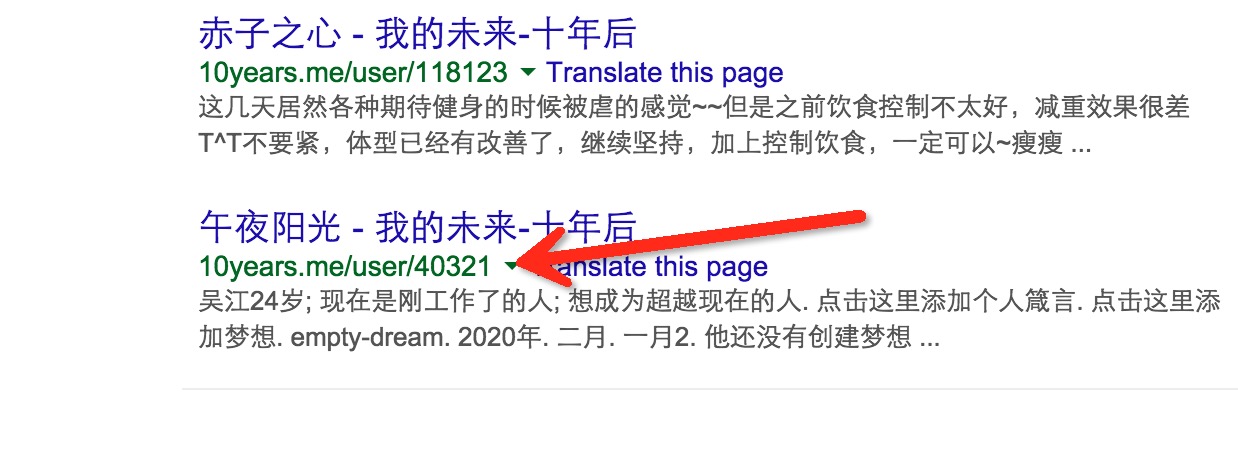 赤子之心 - 我的未来-十年后
10years.me/user/118123 Translate this page
这几天居然各种期待健身的时候被虐的感觉~~但是之前饮食控制不太好，减重效果很差
T^T不要紧，体型已经有改善了，继续坚持，加上控制饮食，一定可以~瘦瘦 ...
午夜阳光 - 我的未来-十年后
10years.me/user/40321 Translate this page
吴江24岁; 现在是刚工作了的人; 想成为超越现在的人. 点击这里添加个人箴言. 点击这里添
加梦想. empty-dream. 2020年. 二月. 一月2. 他还没有创建梦想 ...